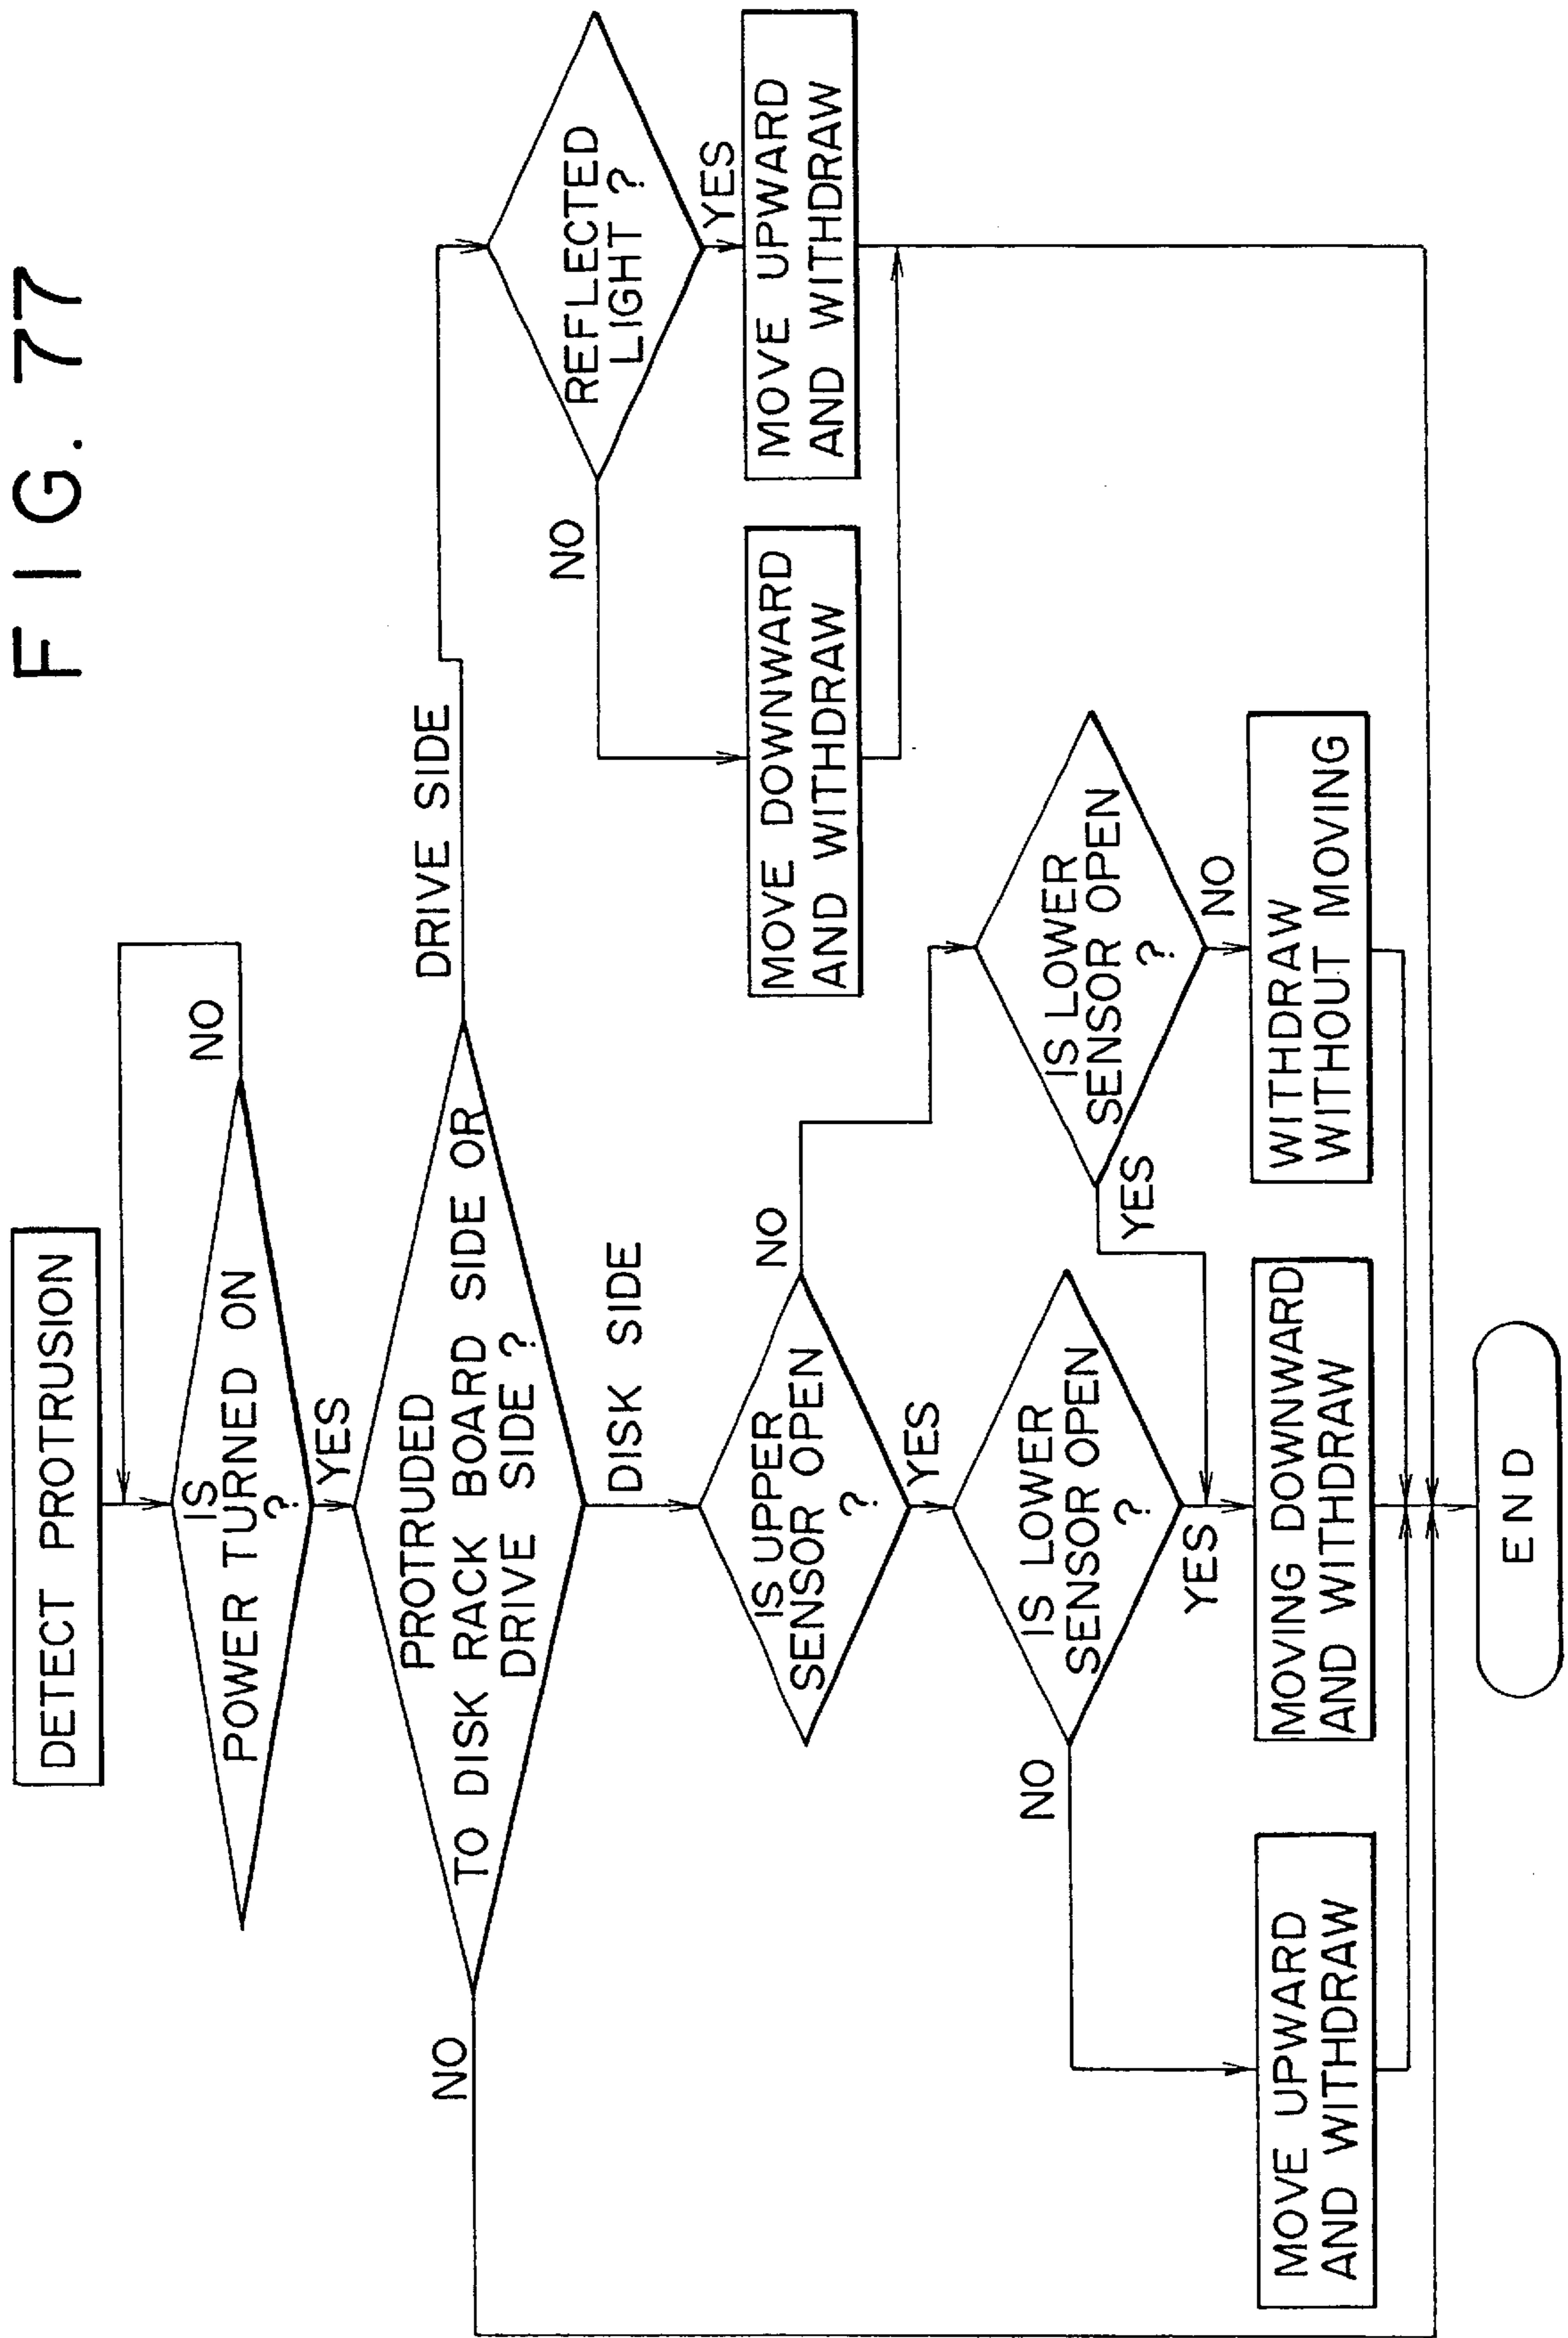 FIG. 77
DETECT PROTRUSION
IS
POWER TURNED ON
?
NO
YES
PROTRUDED
TO DISK RACK BOARD SIDE OR
DRIVE SIDE ?
NO
DRIVE SIDE
DISK SIDE
REFLECTED
LIGHT ?
NO
YES
MOVE DOWNWARD
AND WITHDRAW
MOVE UPWARD
AND WITHDRAW
IS UPPER
SENSOR OPEN
?
NO
YES
IS LOWER
SENSOR OPEN
?
NO
YES
IS LOWER
SENSOR OPEN
?
YES
NO
MOVE UPWARD
AND WITHDRAW
MOVING DOWNWARD
AND WITHDRAW
WITHDRAW
WITHOUT MOVING
END